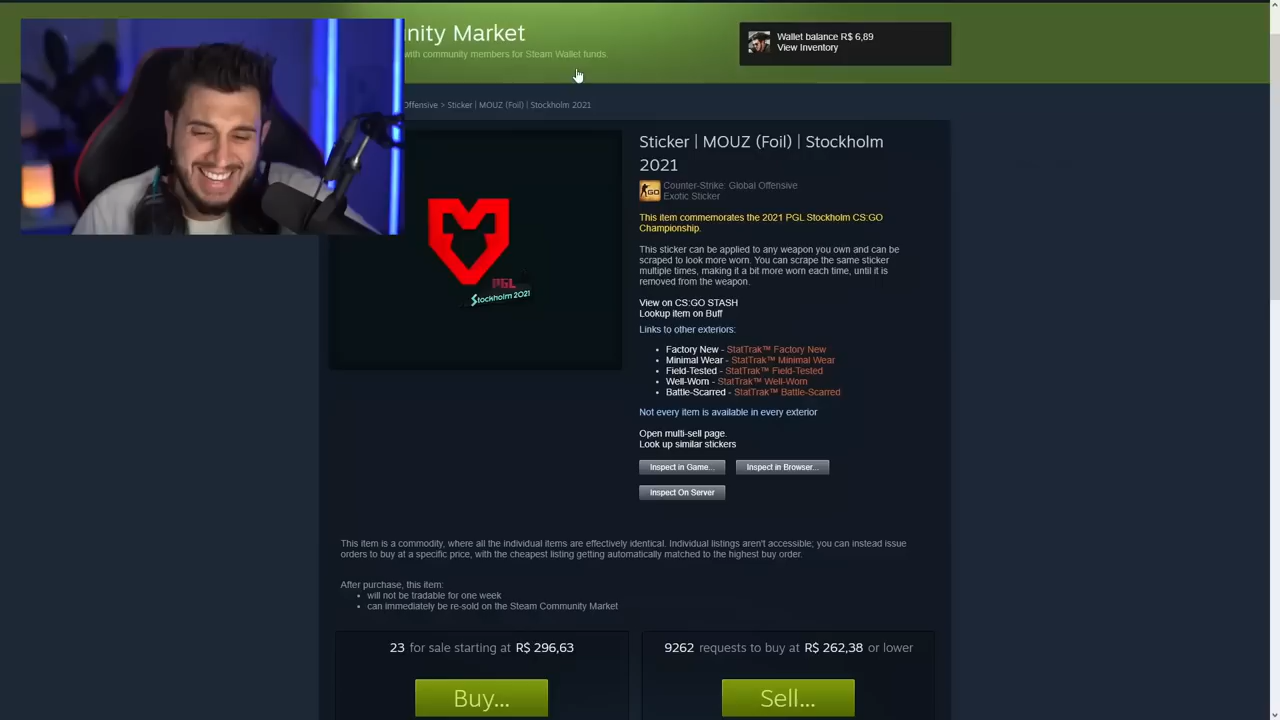 nity Market
with community members for Steam Wallet funds.
Wallet balance R$ 6,89
View Inventory
Offensive > Sticker | MOUZ (Foil) | Stockholm 2021
PGL
Stockholm 2021
Sticker | MOUZ (Foil) | Stockholm
2021
GO
Counter-Strike: Global Offensive
Exotic Sticker
This item commemorates the 2021 PGL Stockholm CS:GO
Championship.
This sticker can be applied to any weapon you own and can be
scraped to look more worn. You can scrape the same sticker
multiple times, making it a bit more worn each time, until it is
removed from the weapon.
View on CS:GO STASH
Lookup item on Buff
Links to other exteriors:
• Factory New - StatTrak™ Factory New
• Minimal Wear - StatTrak™ Minimal Wear
• Field-Tested - StatTrak™ Field-Tested
• Well-Worn - StatTrak™ Well-Worn
• Battle-Scarred - StatTrak™ Battle-Scarred
Not every item is available in every exterior
Open multi-sell page.
Look up similar stickers
Inspect in Game... Inspect in Browser...
Inspect On Server
This item is a commodity, where all the individual items are effectively identical. Individual listings aren't accessible; you can instead issue
orders to buy at a specific price, with the cheapest listing getting automatically matched to the highest buy order.
After purchase, this item:
• will not be tradable for one week
• can immediately be re-sold on the Steam Community Market
23 for sale starting at R$ 296,63
Buy...
9262 requests to buy at R$ 262,38 or lower
Sell...